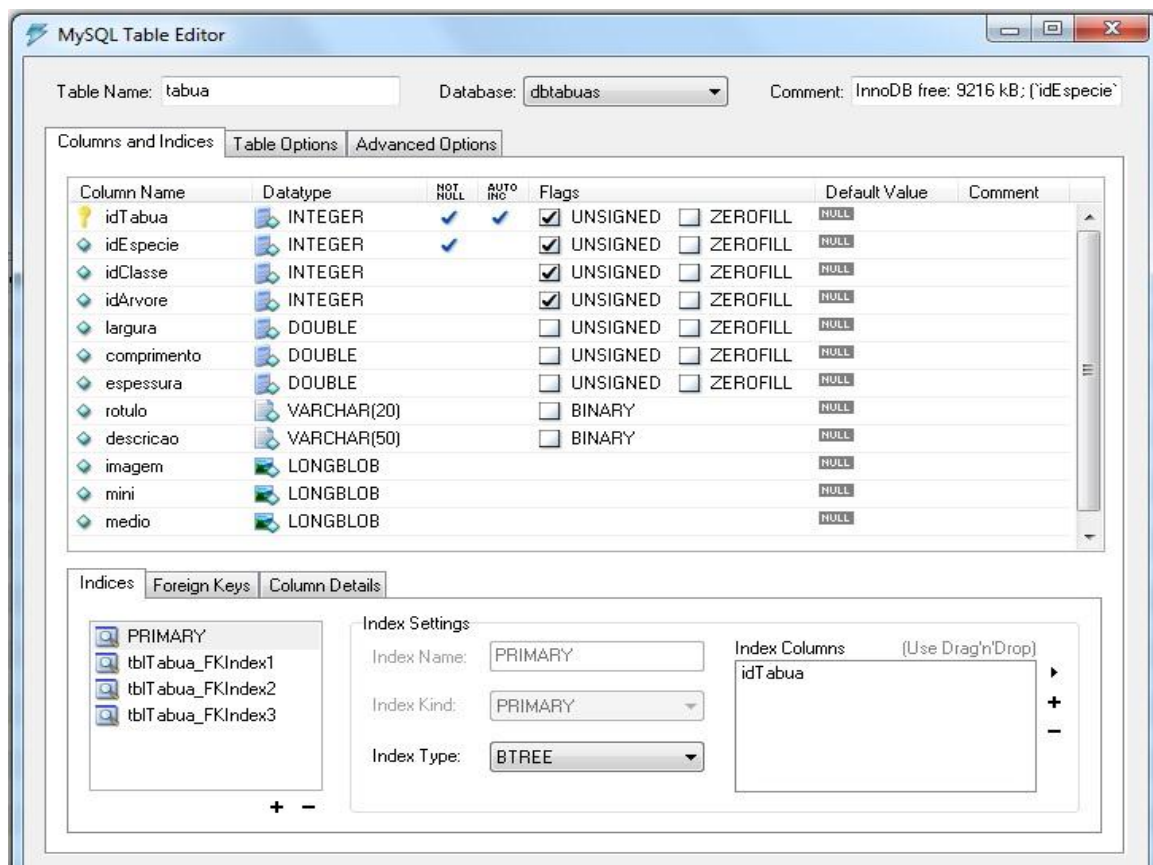 MySQL Table Editor
Table Name: tabua Database: dbtabuas Comment: InnoDB free: 9216 kB; (`idEspecie`
Columns and Indices Table Options Advanced Options
Column Name Datatype NOT NULL AUTO INC Flags Default Value Comment
idTabua INTEGER UNSIGNED ZEROFILL NULL
idEspecie INTEGER UNSIGNED ZEROFILL NULL
idClasse INTEGER UNSIGNED ZEROFILL NULL
idArvore INTEGER UNSIGNED ZEROFILL NULL
largura DOUBLE UNSIGNED ZEROFILL NULL
comprimento DOUBLE UNSIGNED ZEROFILL NULL
espessura DOUBLE UNSIGNED ZEROFILL NULL
rotulo VARCHAR(20) BINARY NULL
descricao VARCHAR(50) BINARY NULL
imagem LONGBLOB NULL
mini LONGBLOB NULL
medio LONGBLOB NULL
Indices Foreign Keys Column Details
PRIMARY
tblTabua_FKIndex1
tblTabua_FKIndex2
tblTabua_FKIndex3
Index Settings
Index Name: PRIMARY
Index Kind: PRIMARY
Index Type: BTREE
Index Columns (Use Drag'n'Drop)
idTabua